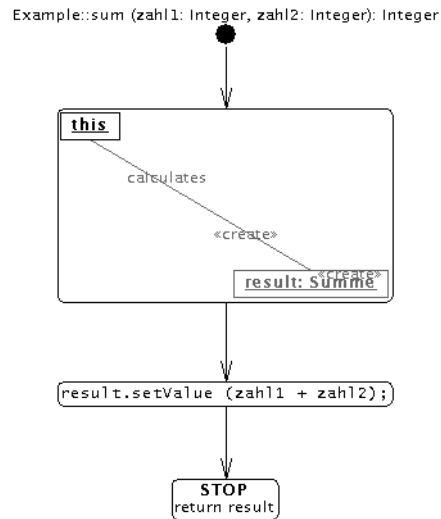 Example::sum (zahl1: Integer, zahl2: Integer): Integer
this
calculates
«create»
«create»
result: Summe
result.setValue (zahl1 + zahl2);
STOP
return result